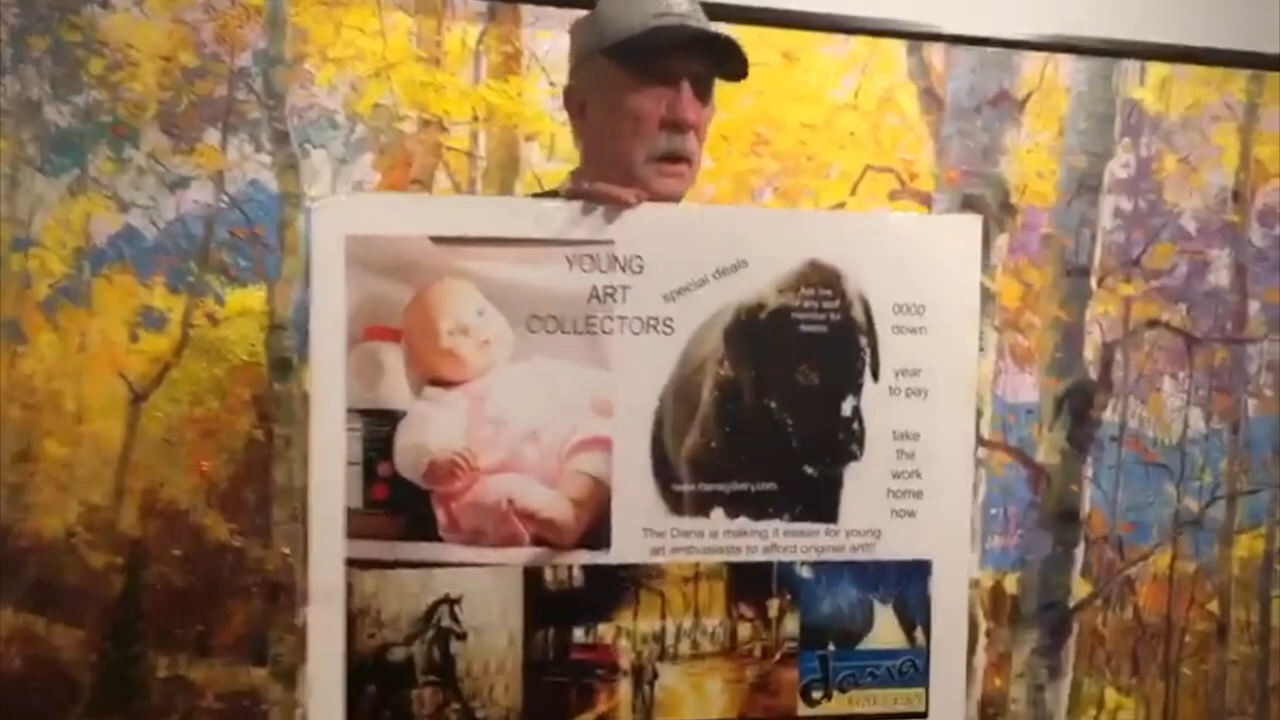 YOUNG
ART
COLLECTORS
special deals
0000
down
year
to pay
take
the
work
home
now
The Dana is making it easier for young
art enthusiasts to afford original art!!!
dana
GALLERY